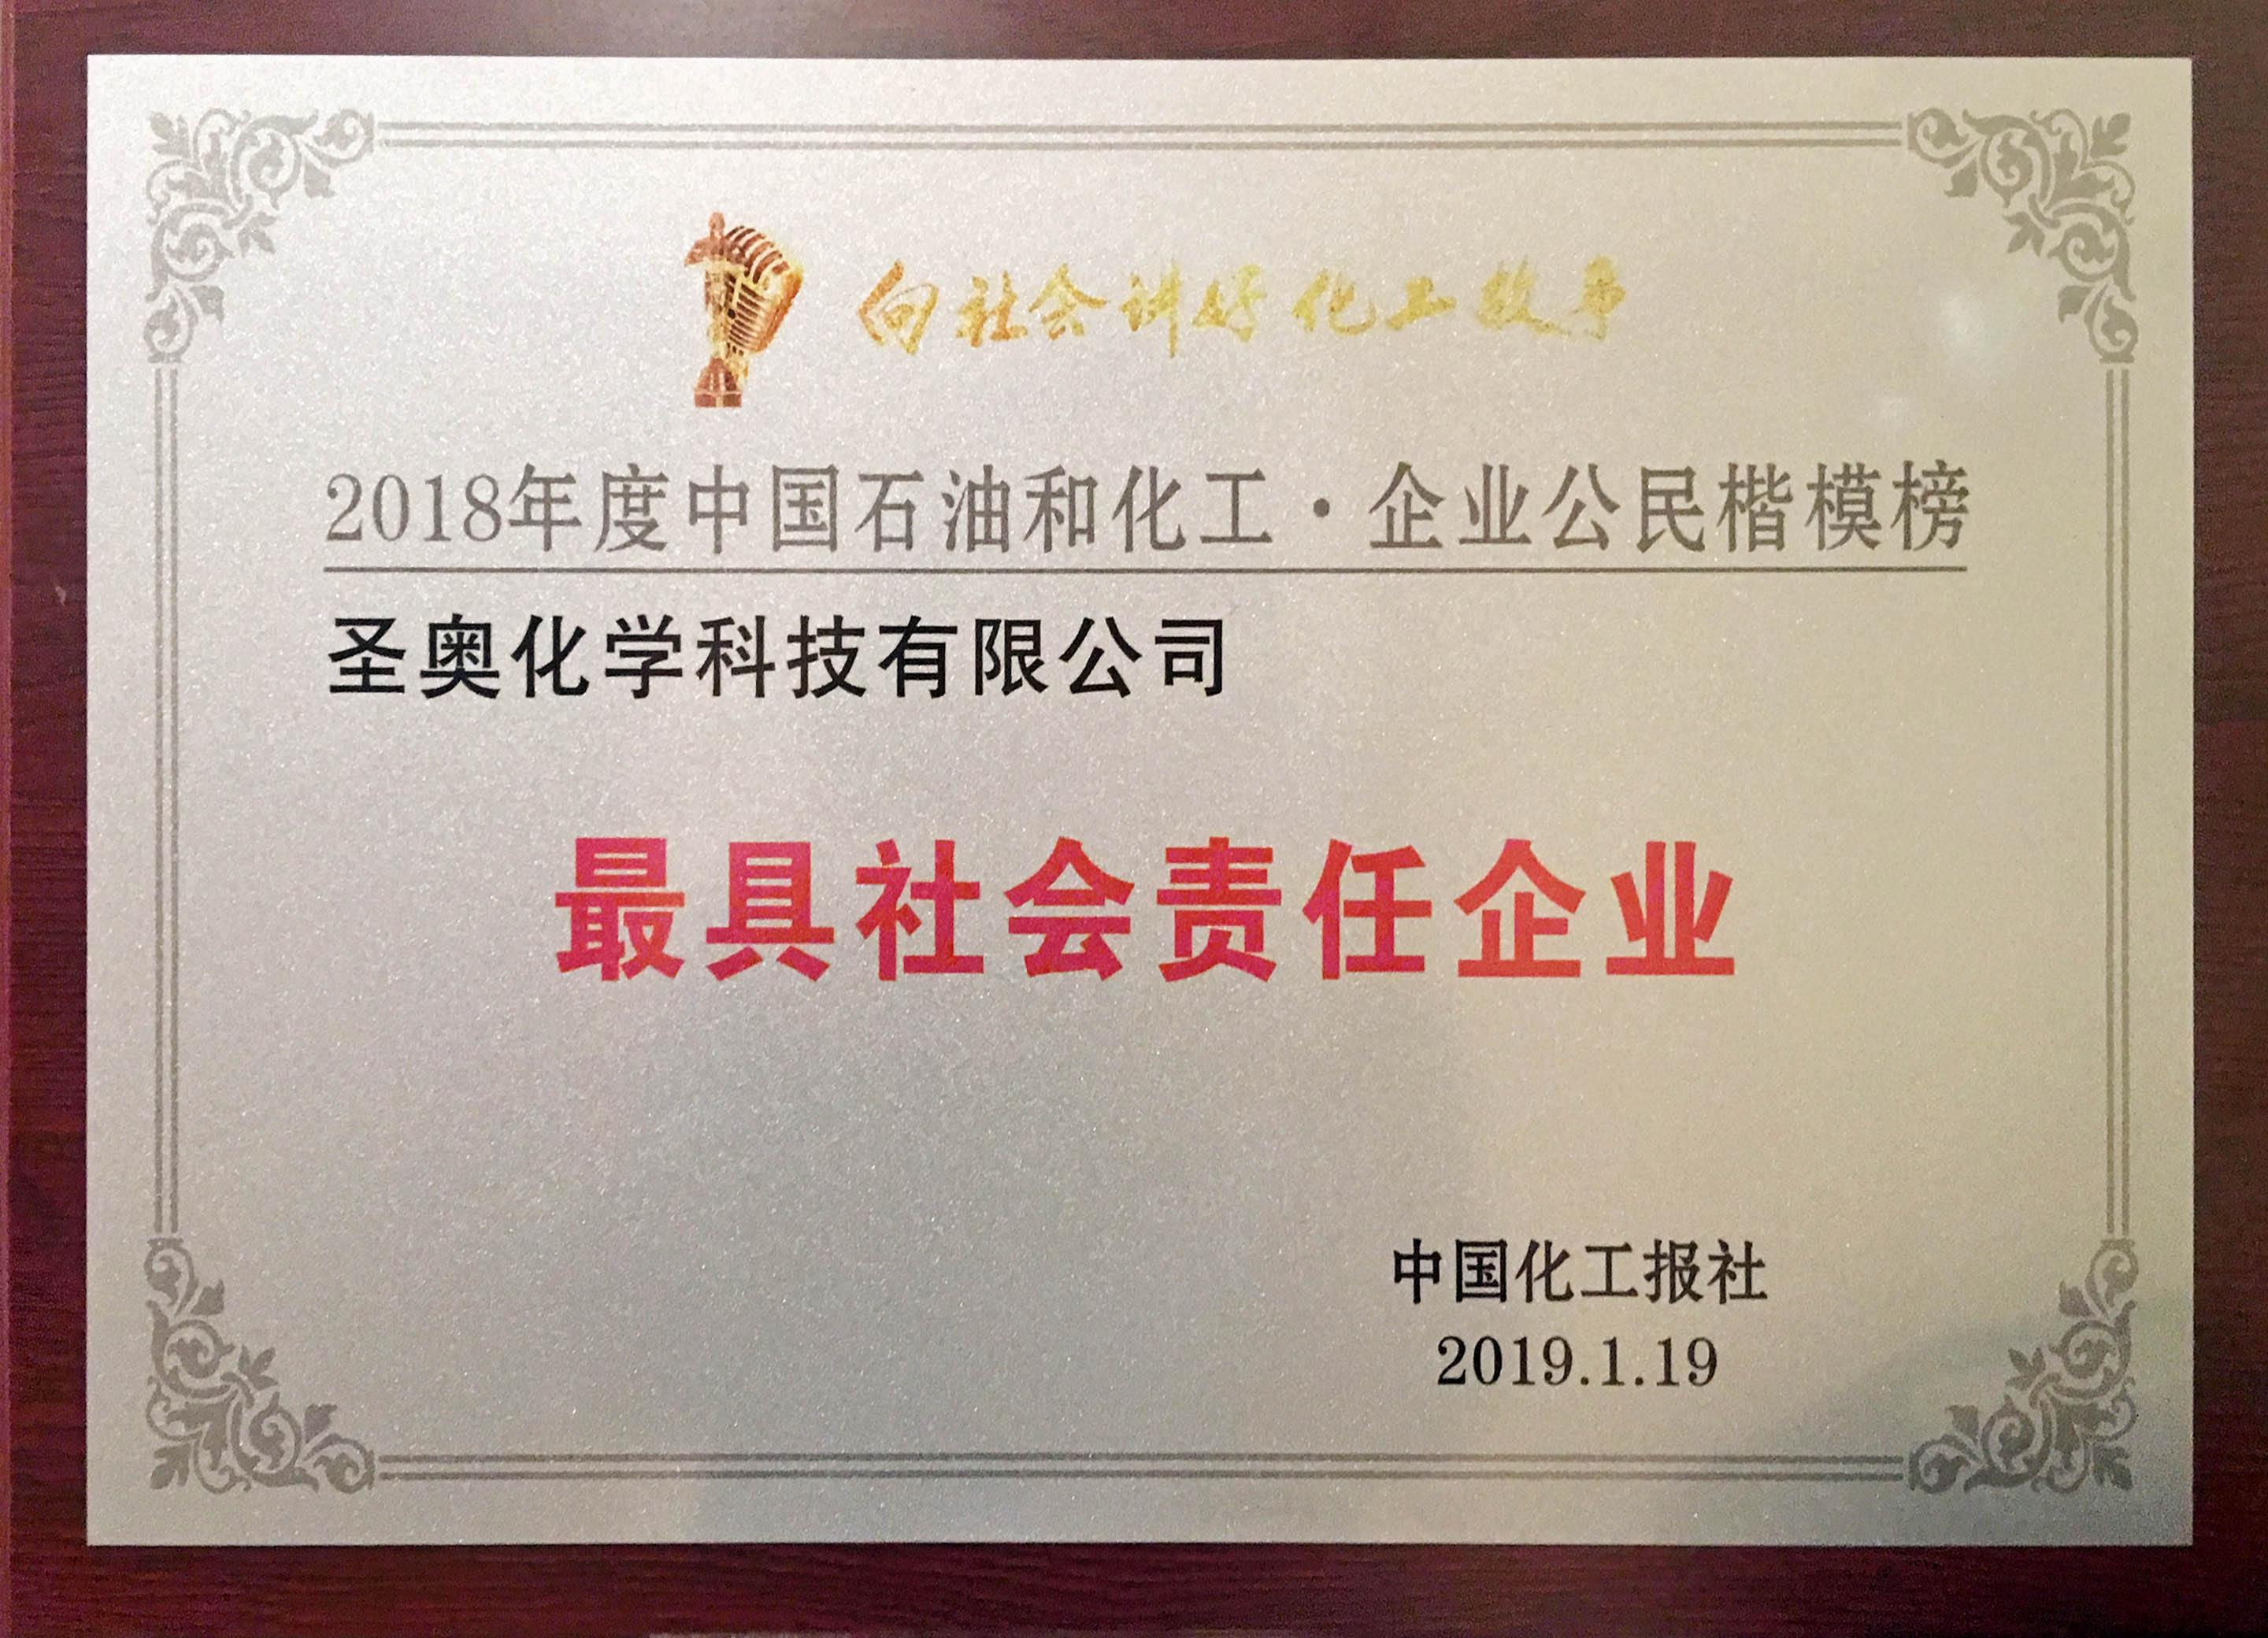 向社会讲好化工故事
2018年度中国石油和化工·企业公民楷模榜
圣奥化学科技有限公司
最具社会责任企业
中国化工报社
2019.1.19